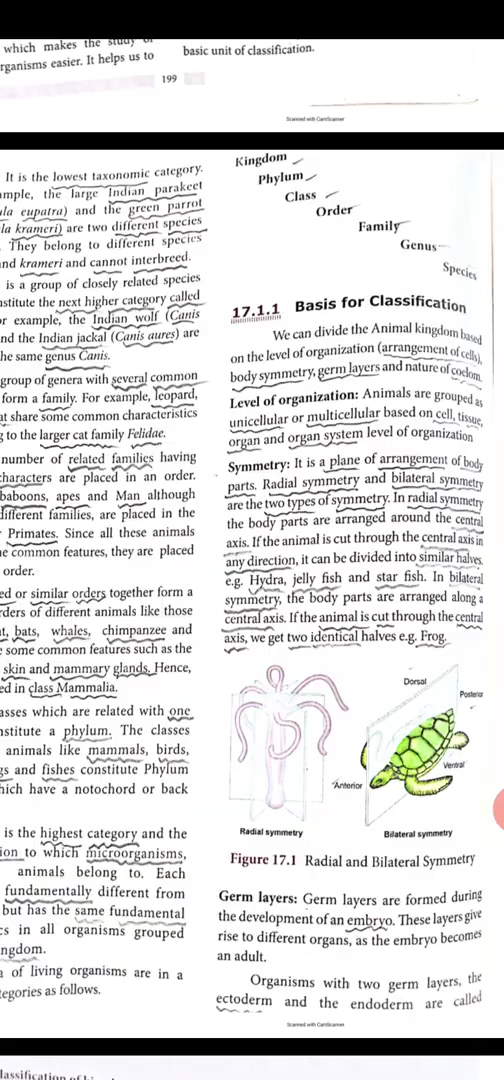 which makes the study of
rganisms easier. It helps us to
basic unit of classification.
199
Scanned with CamScanner
It is the lowest taxonomic category.
ample, the large Indian parakeet
ula eupatra) and the green parrot
la krameri) are two different species
. They belong to different species
nd krameri and cannot interbreed.
is a group of closely related species
nstitute the next higher category called
or example, the Indian wolf (Canis
nd the Indian jackal (Canis aures) are
he same genus Canis.
group of genera with several common
form a family. For example, leopard,
at share some common characteristics
g to the larger cat family Felidae.
number of related families having
characters are placed in an order.
baboons, apes and Man although
different families, are placed in the
Primates. Since all these animals
e common features, they are placed
order.
ed or similar orders together form a
rders of different animals like those
t, bats, whales, chimpanzee and
e some common features such as the
skin and mammary glands. Hence,
ed in class Mammalia.
asses which are related with one
nstitute a phylum. The classes
animals like mammals, birds,
gs and fishes constitute Phylum
hich have a notochord or back
is the highest category and the
ion to which microorganisms,
animals belong to. Each
fundamentally different from
but has the same fundamental
cs in all organisms grouped
ngdom.
a of living organisms are in a
tegories as follows.
Kingdom
Phylum
Class
Order
Family
Genus
Species
17.1.1 Basis for Classification
We can divide the Animal kingdom based
on the level of organization (arrangement of cells),
body symmetry, germ layers and nature of coelom.
Level of organization: Animals are grouped as
unicellular or multicellular based on cell, tissue,
organ and organ system level of organization
Symmetry: It is a plane of arrangement of body
parts. Radial symmetry and bilateral symmetry
are the two types of symmetry. In radial symmetry
the body parts are arranged around the central
axis. If the animal is cut through the central axis in
any direction, it can be divided into similar halves.
e.g. Hydra, jelly fish and star fish. In bilateral
symmetry, the body parts are arranged along a
central axis. If the animal is cut through the central
axis, we get two identical halves e.g. Frog.
Dorsal
Posterior
Ventral
Anterior
Radial symmetry
Bilateral symmetry
Figure 17.1 Radial and Bilateral Symmetry
Germ layers: Germ layers are formed during
the development of an embryo. These layers give
rise to different organs, as the embryo becomes
an adult.
Organisms with two germ layers, the
ectoderm and the endoderm are called
Scanned with CamScanner